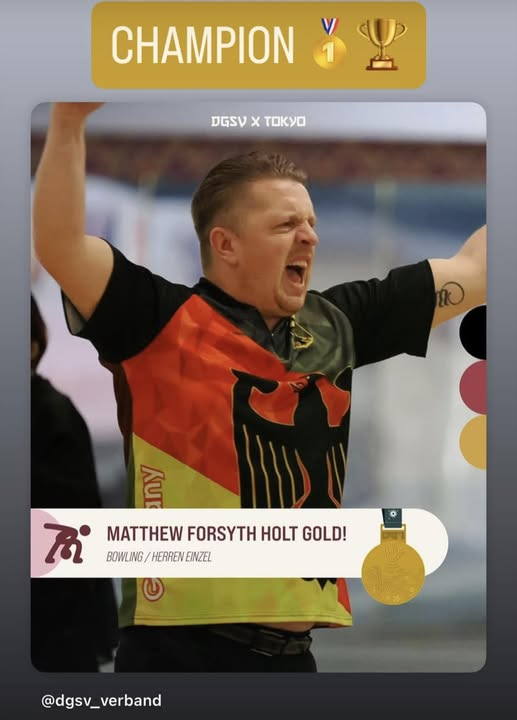 CHAMPION 🥇🏆
DGSV X TOKYO
MATTHEW FORSYTH HOLT GOLD!
BOWLING / HERREN EINZEL
@dgsv_verband